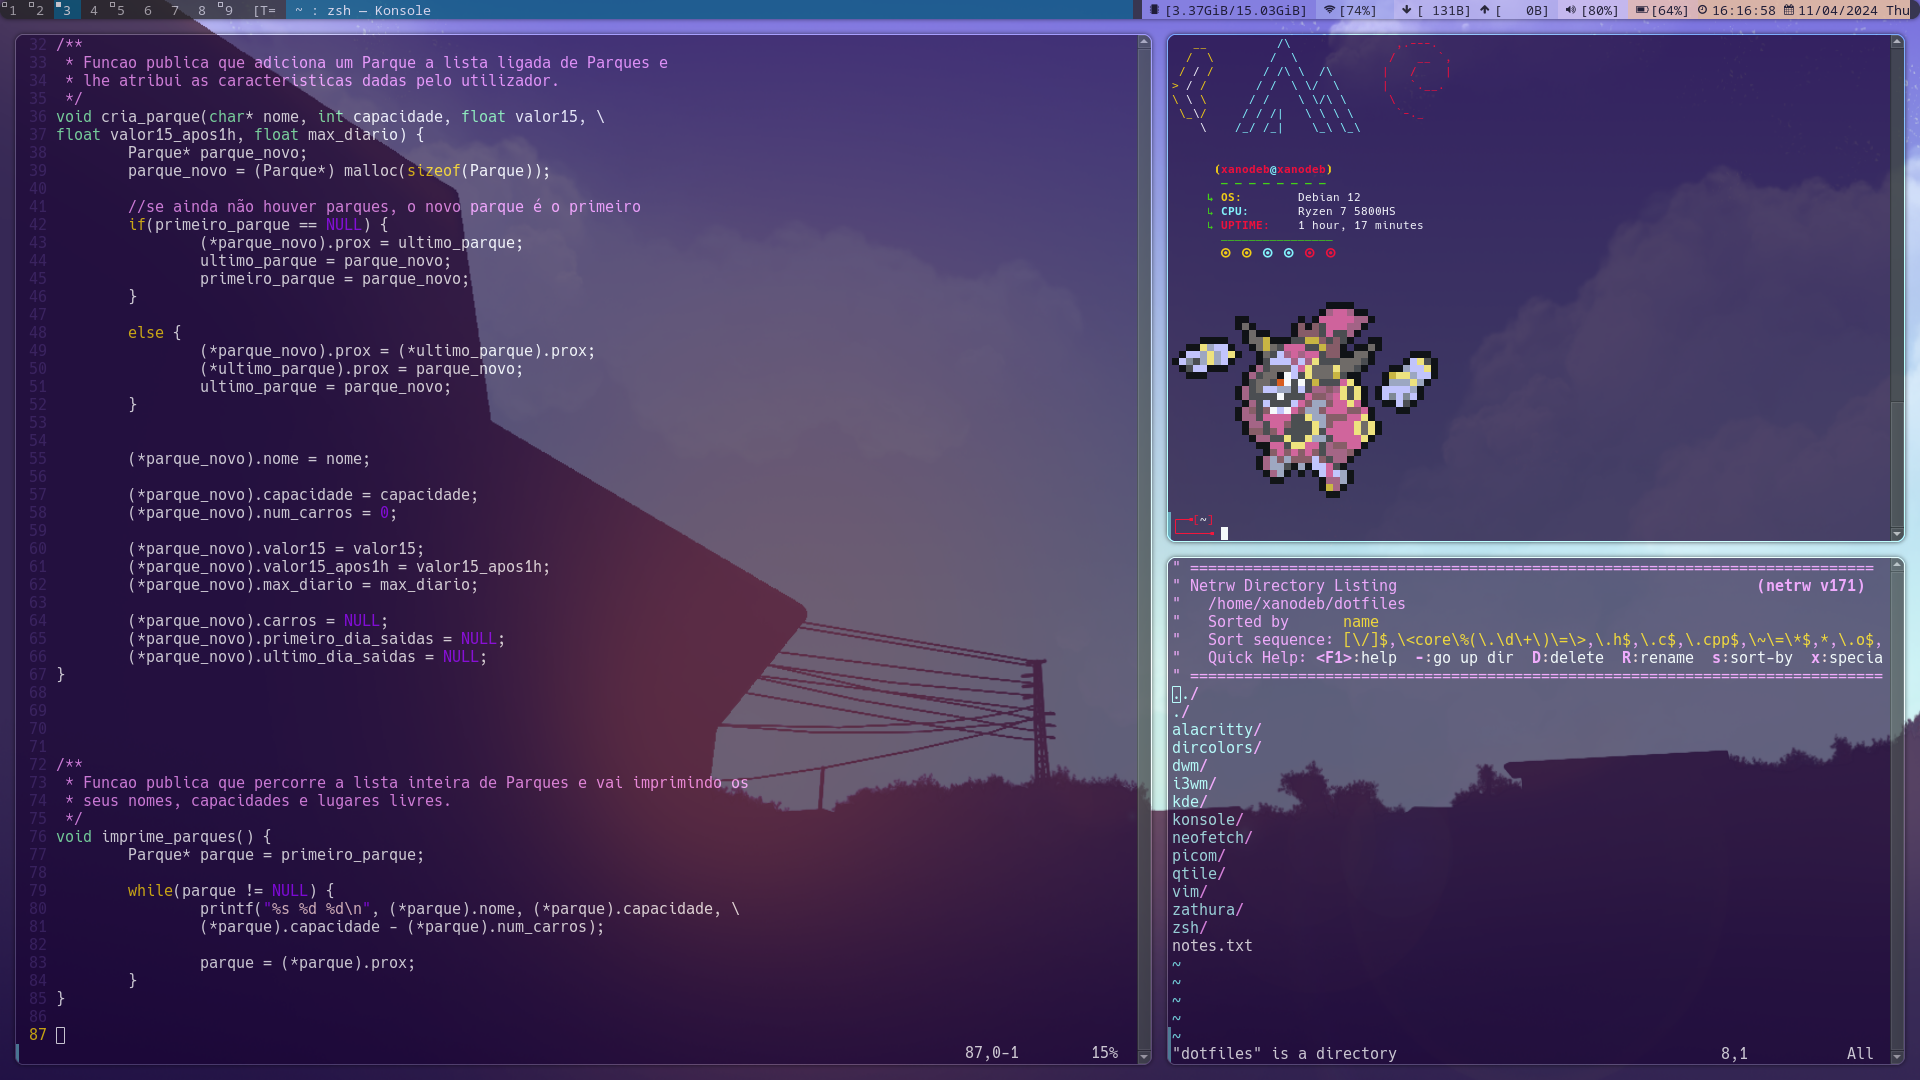 1 2 3 4 5 6 7 8 9 [T= ~ : zsh — Konsole
[3.37GiB/15.03GiB] [74%] [ 131B] [ 0B] [80%] [64%] 16:16:58 11/04/2024 Thu
32 /**
33  * Funcao publica que adiciona um Parque a lista ligada de Parques e
34  * lhe atribui as caracteristicas dadas pelo utilizador.
35  */
36 void cria_parque(char* nome, int capacidade, float valor15, \
37 float valor15_apos1h, float max_diario) {
38         Parque* parque_novo;
39         parque_novo = (Parque*) malloc(sizeof(Parque));
40
41         //se ainda não houver parques, o novo parque é o primeiro
42         if(primeiro_parque == NULL) {
43                 (*parque_novo).prox = ultimo_parque;
44                 ultimo_parque = parque_novo;
45                 primeiro_parque = parque_novo;
46         }
47
48         else {
49                 (*parque_novo).prox = (*ultimo_parque).prox;
50                 (*ultimo_parque).prox = parque_novo;
51                 ultimo_parque = parque_novo;
52         }
53
54
55         (*parque_novo).nome = nome;
56
57         (*parque_novo).capacidade = capacidade;
58         (*parque_novo).num_carros = 0;
59
60         (*parque_novo).valor15 = valor15;
61         (*parque_novo).valor15_apos1h = valor15_apos1h;
62         (*parque_novo).max_diario = max_diario;
63
64         (*parque_novo).carros = NULL;
65         (*parque_novo).primeiro_dia_saidas = NULL;
66         (*parque_novo).ultimo_dia_saidas = NULL;
67 }
68
69
70
71
72 /**
73  * Funcao publica que percorre a lista inteira de Parques e vai imprimindo os
74  * seus nomes, capacidades e lugares livres.
75  */
76 void imprime_parques() {
77         Parque* parque = primeiro_parque;
78
79         while(parque != NULL) {
80                 printf("%s %d %d\n", (*parque).nome, (*parque).capacidade, \
81                 (*parque).capacidade - (*parque).num_carros);
82
83                 parque = (*parque).prox;
84         }
85 }
86
87
87,0-1 15%
(xanodeb@xanodeb)
↳ OS: Debian 12
↳ CPU: Ryzen 7 5800HS
↳ UPTIME: 1 hour, 17 minutes
[~]
" ============================================================================
" Netrw Directory Listing (netrw v171)
"   /home/xanodeb/dotfiles
"   Sorted by      name
"   Sort sequence: [\/]$,\<core\%(\.\d\+\)\=\>,\.h$,\.c$,\.cpp$,\~\=\*$,*,\.o$,
"   Quick Help: <F1>:help  -:go up dir  D:delete  R:rename  s:sort-by  x:specia
" =============================================================================
../
./
alacritty/
dircolors/
dwm/
i3wm/
kde/
konsole/
neofetch/
picom/
qtile/
vim/
zathura/
zsh/
notes.txt
~
~
~
~
~
"dotfiles" is a directory 8,1 All